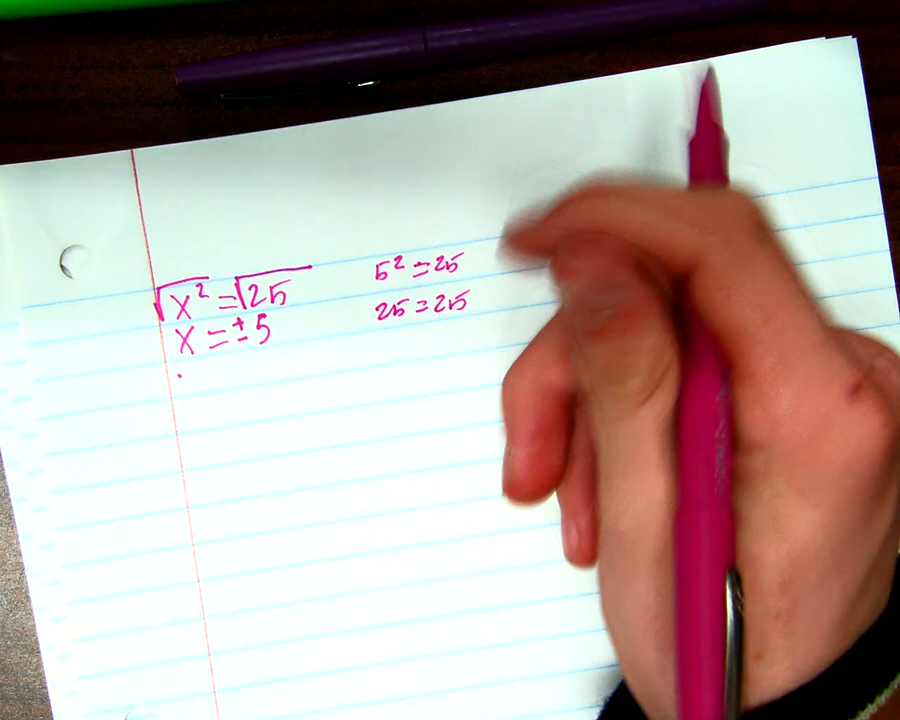 √x² = √25
x = ±5
5² = 25
25 = 25